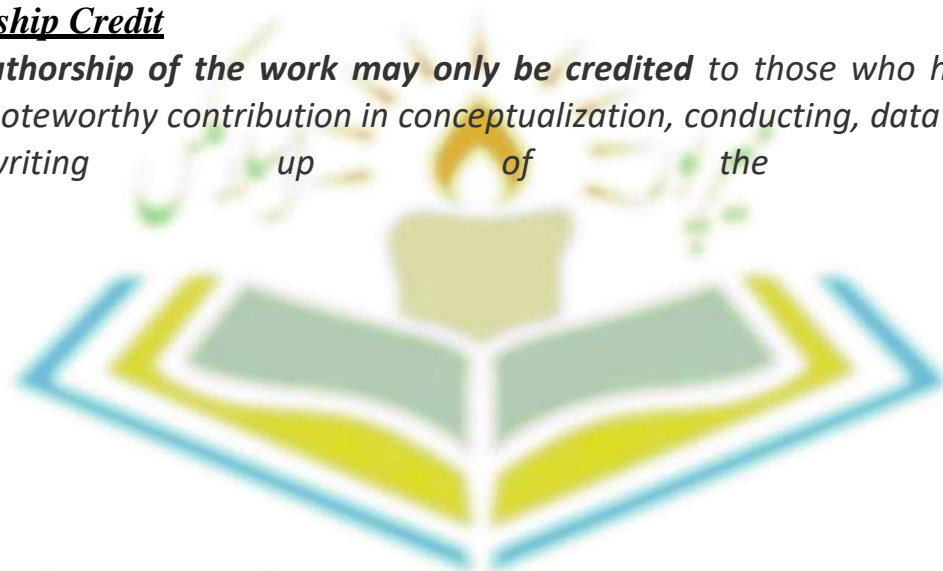 ship Credit
uthorship of the work may only be credited to those who h
oteworthy contribution in conceptualization, conducting, data
writing up of the